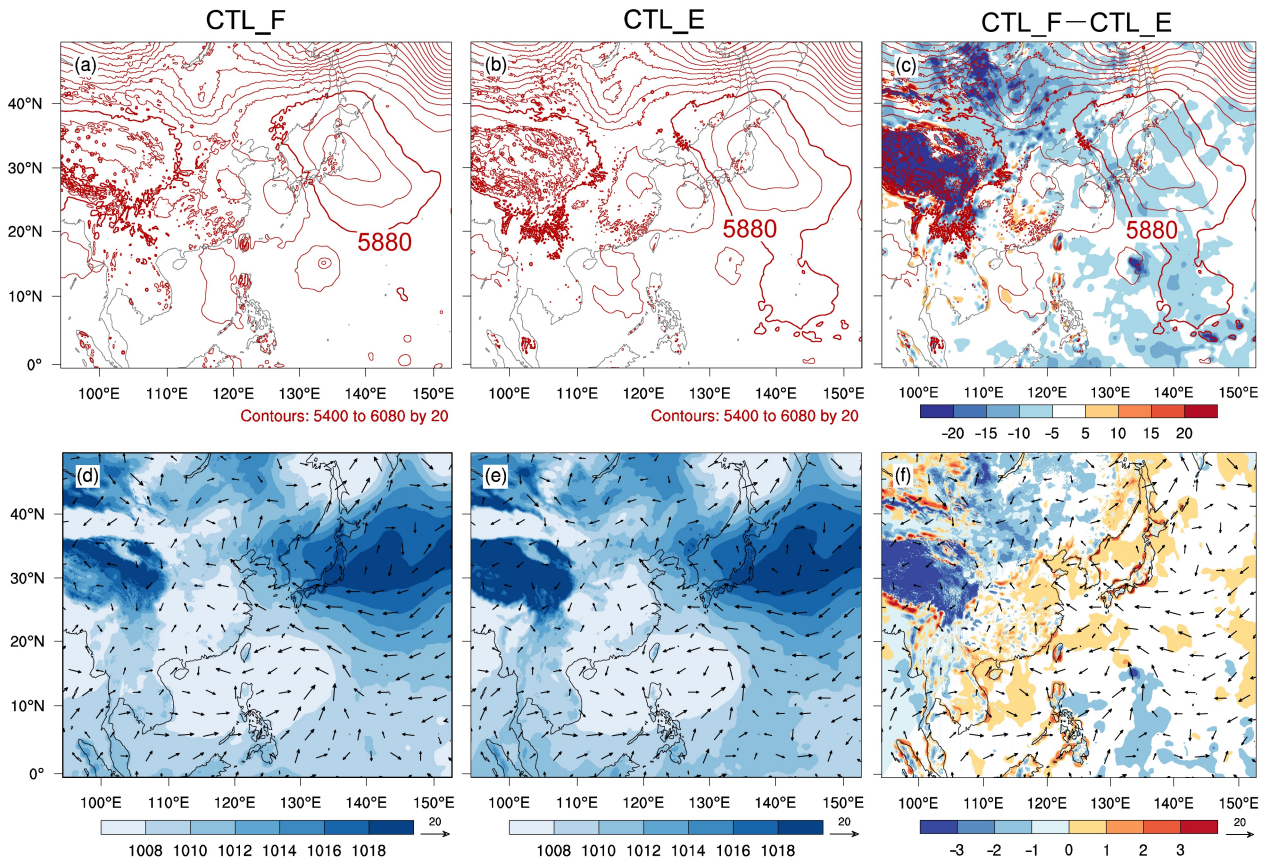 CTL_F
CTL_E
CTL_F—CTL_E
(a)
(b)
(c)
40°N
30°N
20°N
10°N
0°
5880
5880
5880
100°E 110°E 120°E 130°E 140°E 150°E
100°E 110°E 120°E 130°E 140°E 150°E
100°E 110°E 120°E 130°E 140°E 150°E
Contours: 5400 to 6080 by 20
Contours: 5400 to 6080 by 20
-20 -15 -10 -5 5 10 15 20
(d)
(e)
(f)
40°N
30°N
20°N
10°N
0°
100°E 110°E 120°E 130°E 140°E 150°E
100°E 110°E 120°E 130°E 140°E 150°E
100°E 110°E 120°E 130°E 140°E 150°E
1008 1010 1012 1014 1016 1018
20
1008 1010 1012 1014 1016 1018
20
-3 -2 -1 0 1 2 3
20